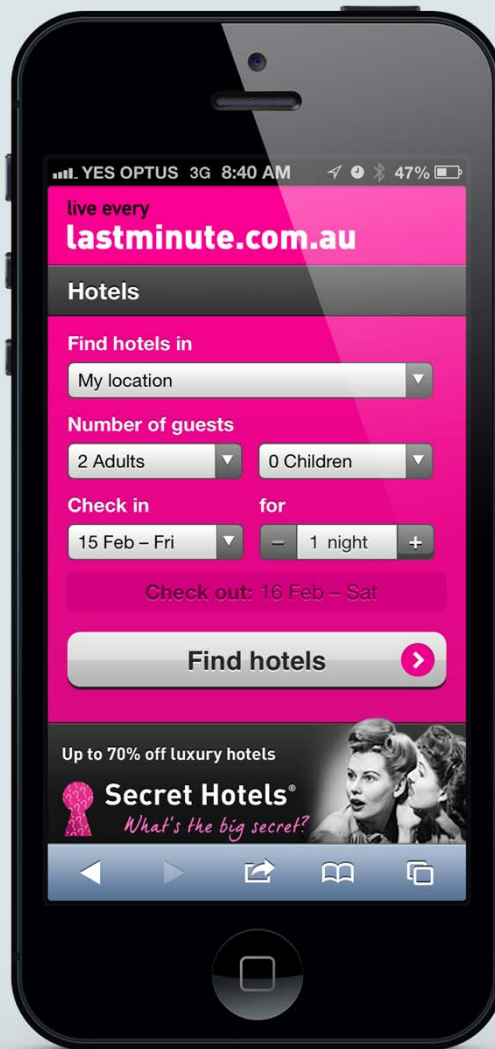 YES OPTUS 3G 8:40 AM 47%
live every
lastminute.com.au
Hotels
Find hotels in
My location
Number of guests
2 Adults 0 Children
Check in for
15 Feb – Fri – 1 night +
Check out: 16 Feb – Sat
Find hotels
Up to 70% off luxury hotels
Secret Hotels®
What's the big secret?